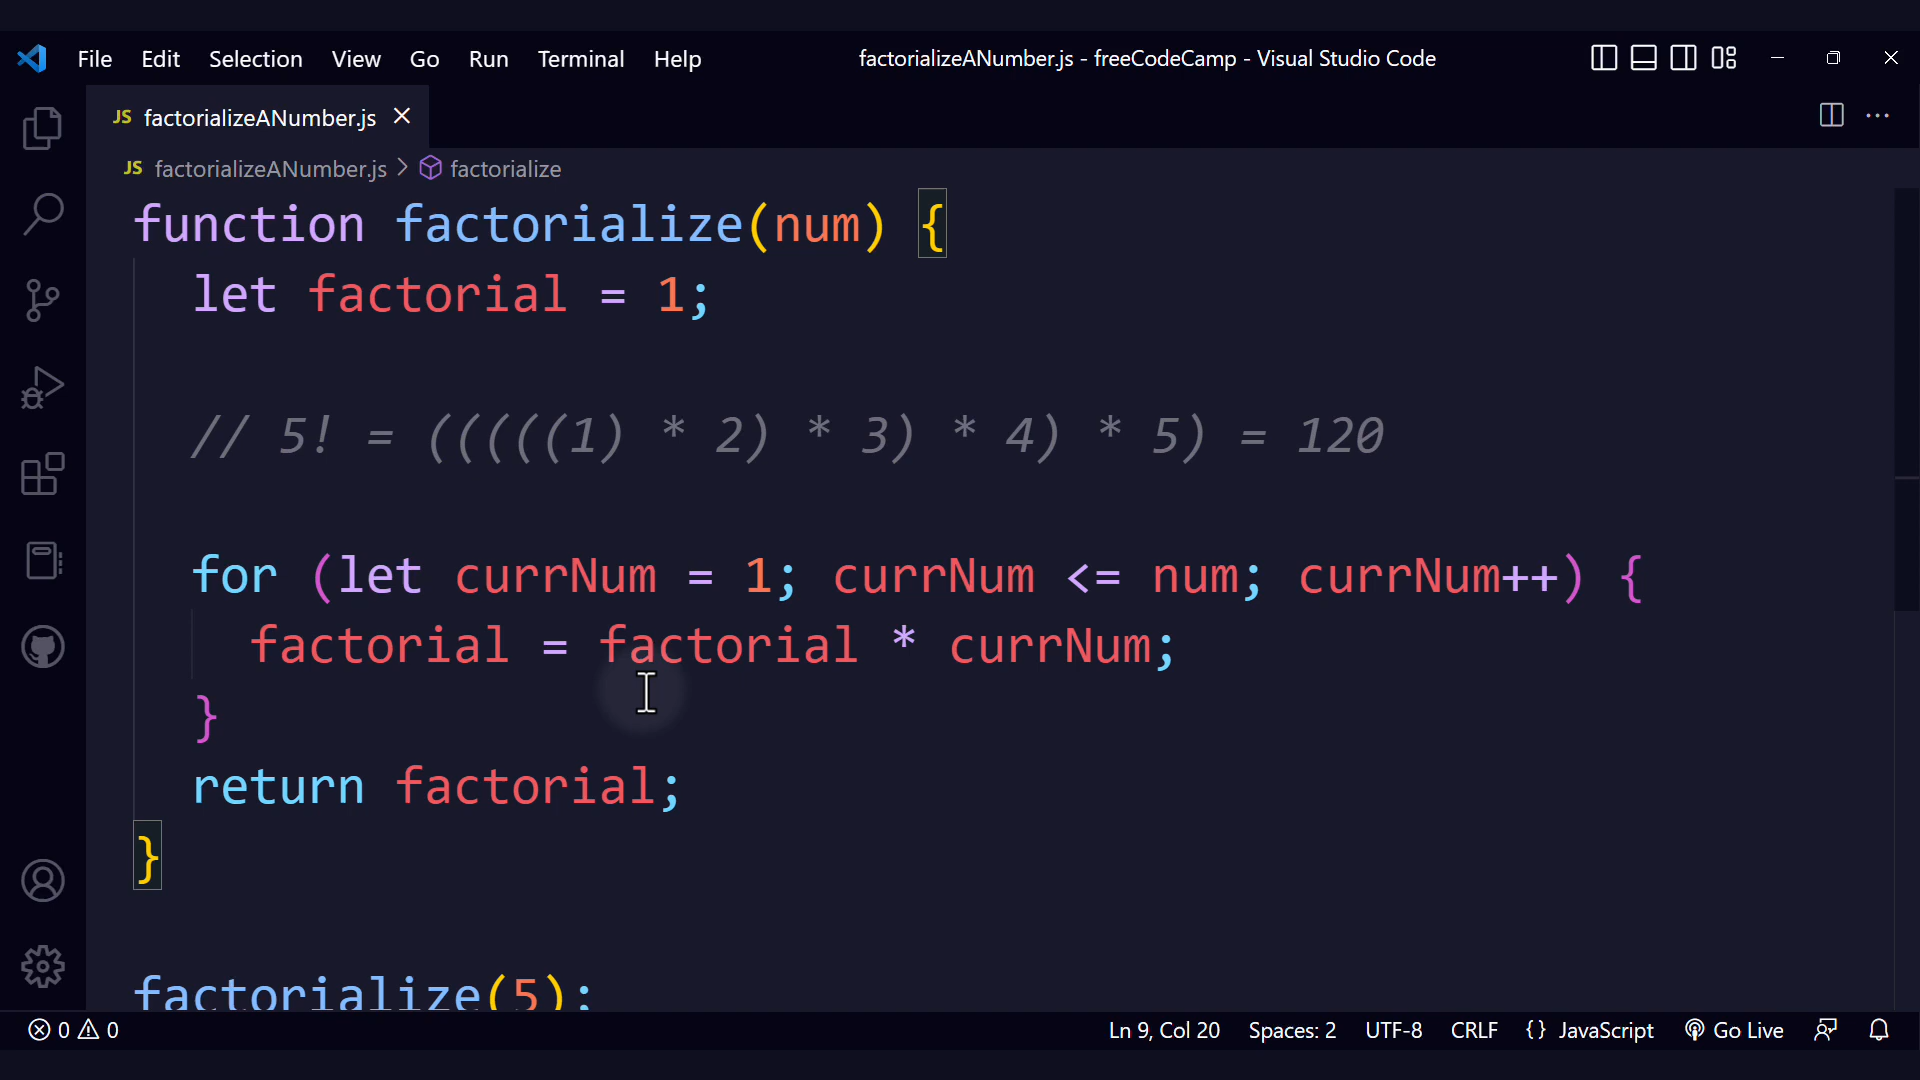 File Edit Selection View Go Run Terminal Help factorializeANumber.js - freeCodeCamp - Visual Studio Code
JS factorializeANumber.js
JS factorializeANumber.js > factorialize
function factorialize(num) {
let factorial = 1;
// 5! = (((((1) * 2) * 3) * 4) * 5) = 120
for (let currNum = 1; currNum <= num; currNum++) {
factorial = factorial * currNum;
}
return factorial;
}
factorialize(5);
0 0 Ln 9, Col 20 Spaces: 2 UTF-8 CRLF {} JavaScript Go Live